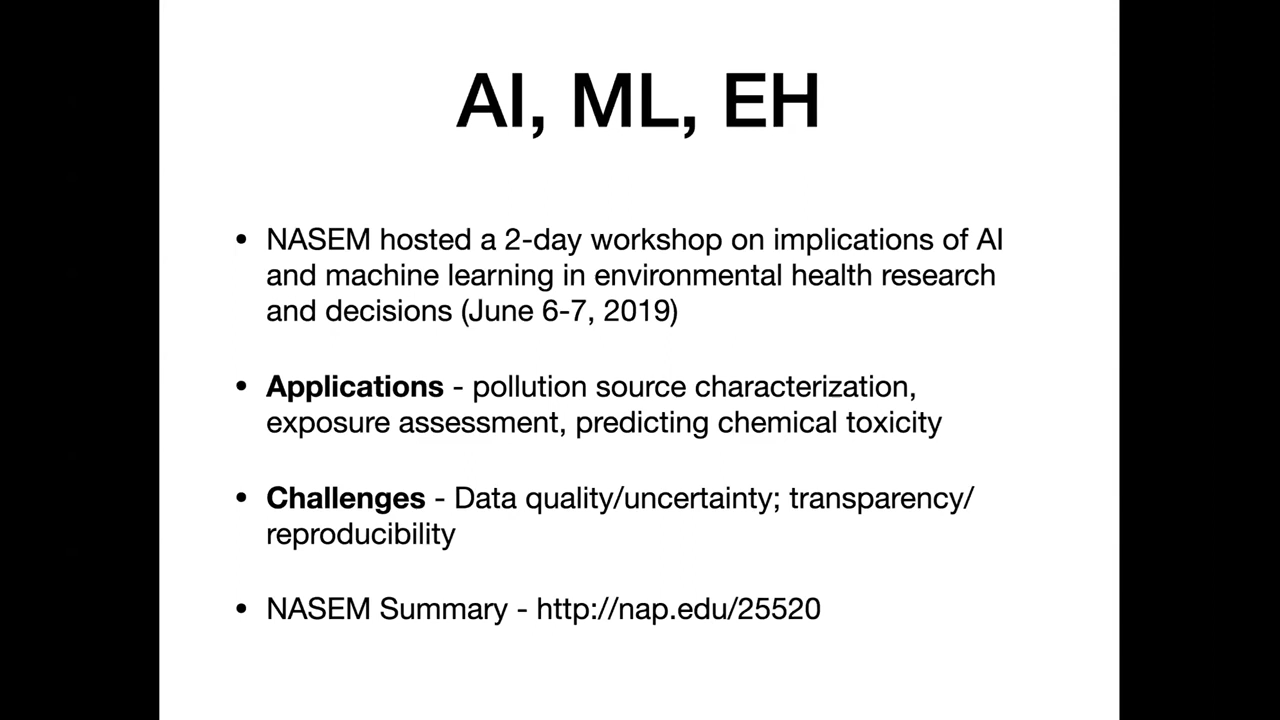 AI, ML, EH
• NASEM hosted a 2-day workshop on implications of AI
and machine learning in environmental health research
and decisions (June 6-7, 2019)
• Applications - pollution source characterization,
exposure assessment, predicting chemical toxicity
• Challenges - Data quality/uncertainty; transparency/
reproducibility
• NASEM Summary - http://nap.edu/25520